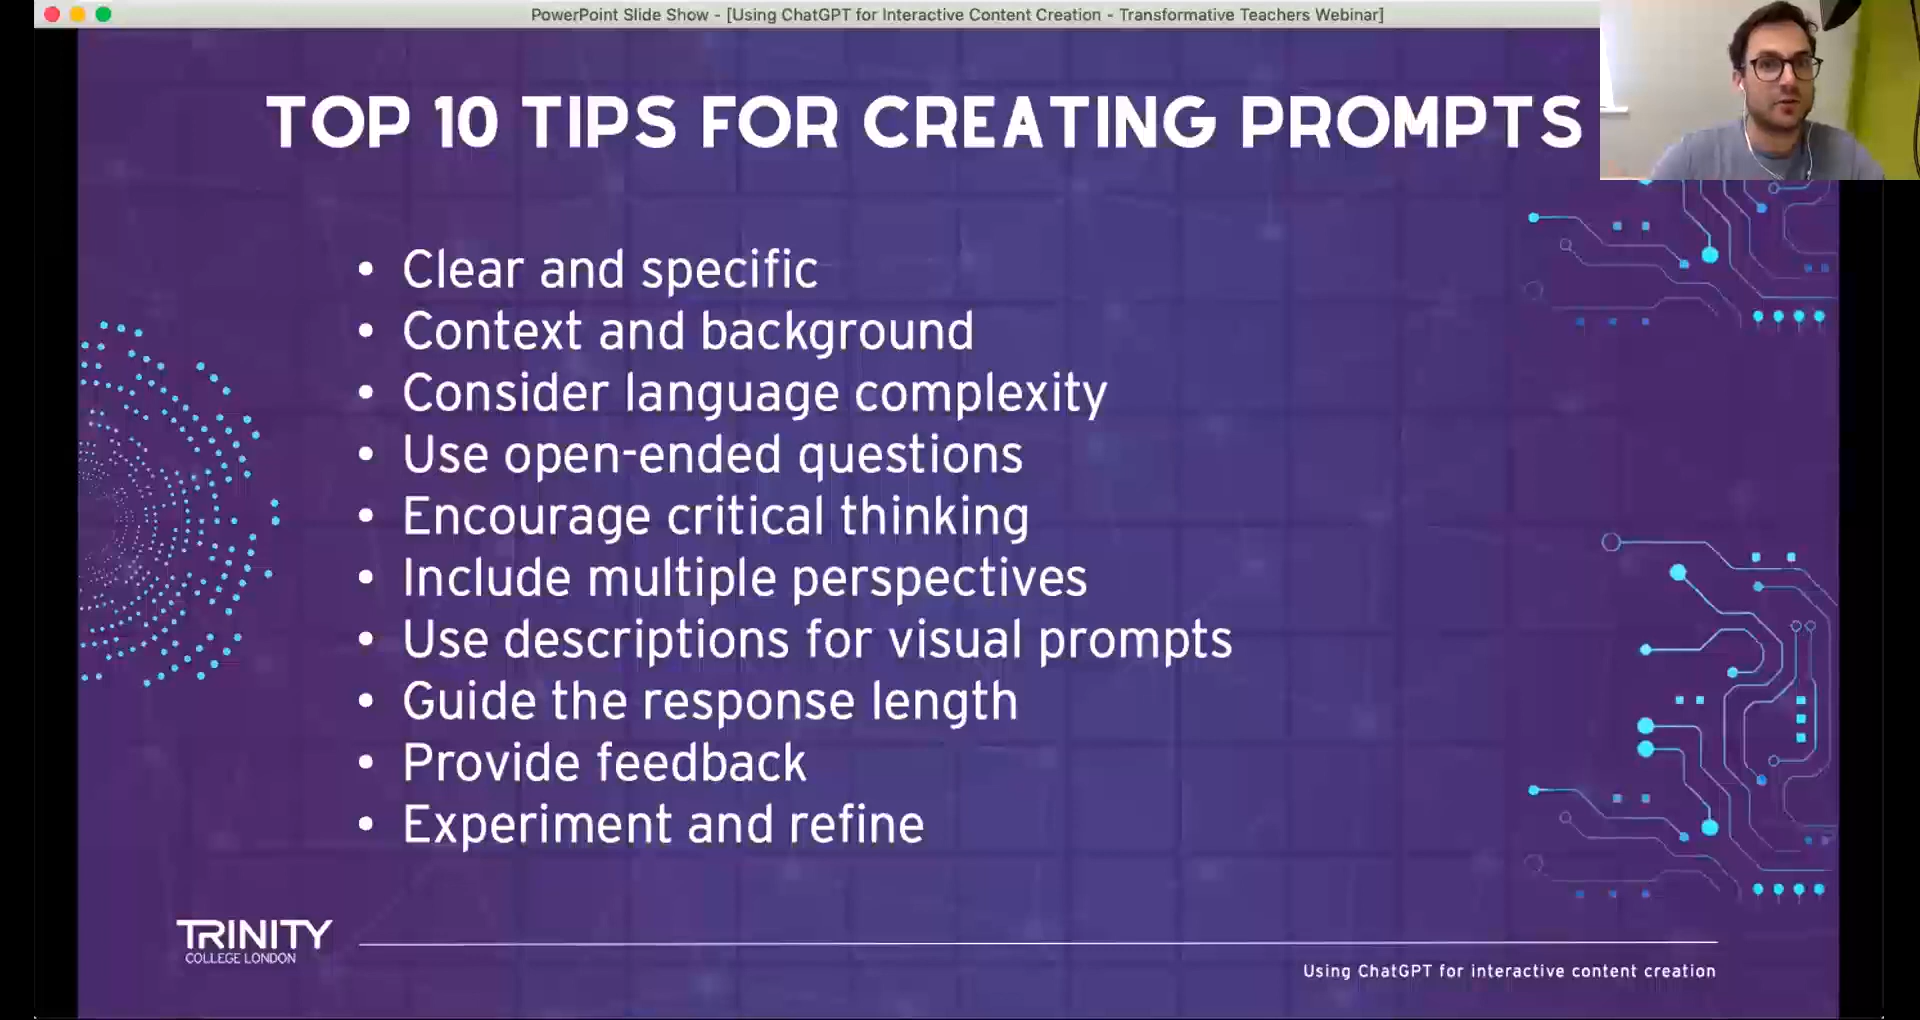 PowerPoint Slide Show - [Using ChatGPT for Interactive Content Creation - Transformative Teachers Webinar]
TOP 10 TIPS FOR CREATING PROMPTS
• Clear and specific
• Context and background
• Consider language complexity
• Use open-ended questions
• Encourage critical thinking
• Include multiple perspectives
• Use descriptions for visual prompts
• Guide the response length
• Provide feedback
• Experiment and refine
TRINITY
COLLEGE LONDON
Using ChatGPT for interactive content creation